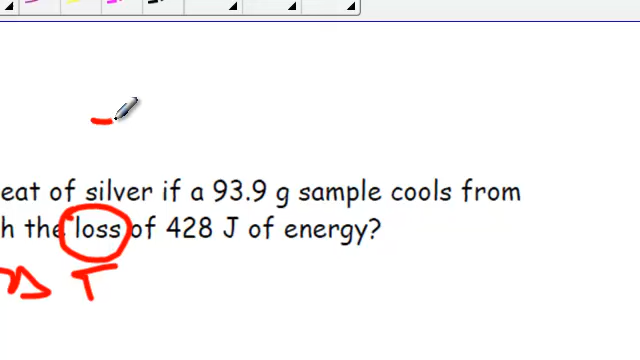 eat of silver if a 93.9 g sample cools from
h the loss of 428 J of energy?
T